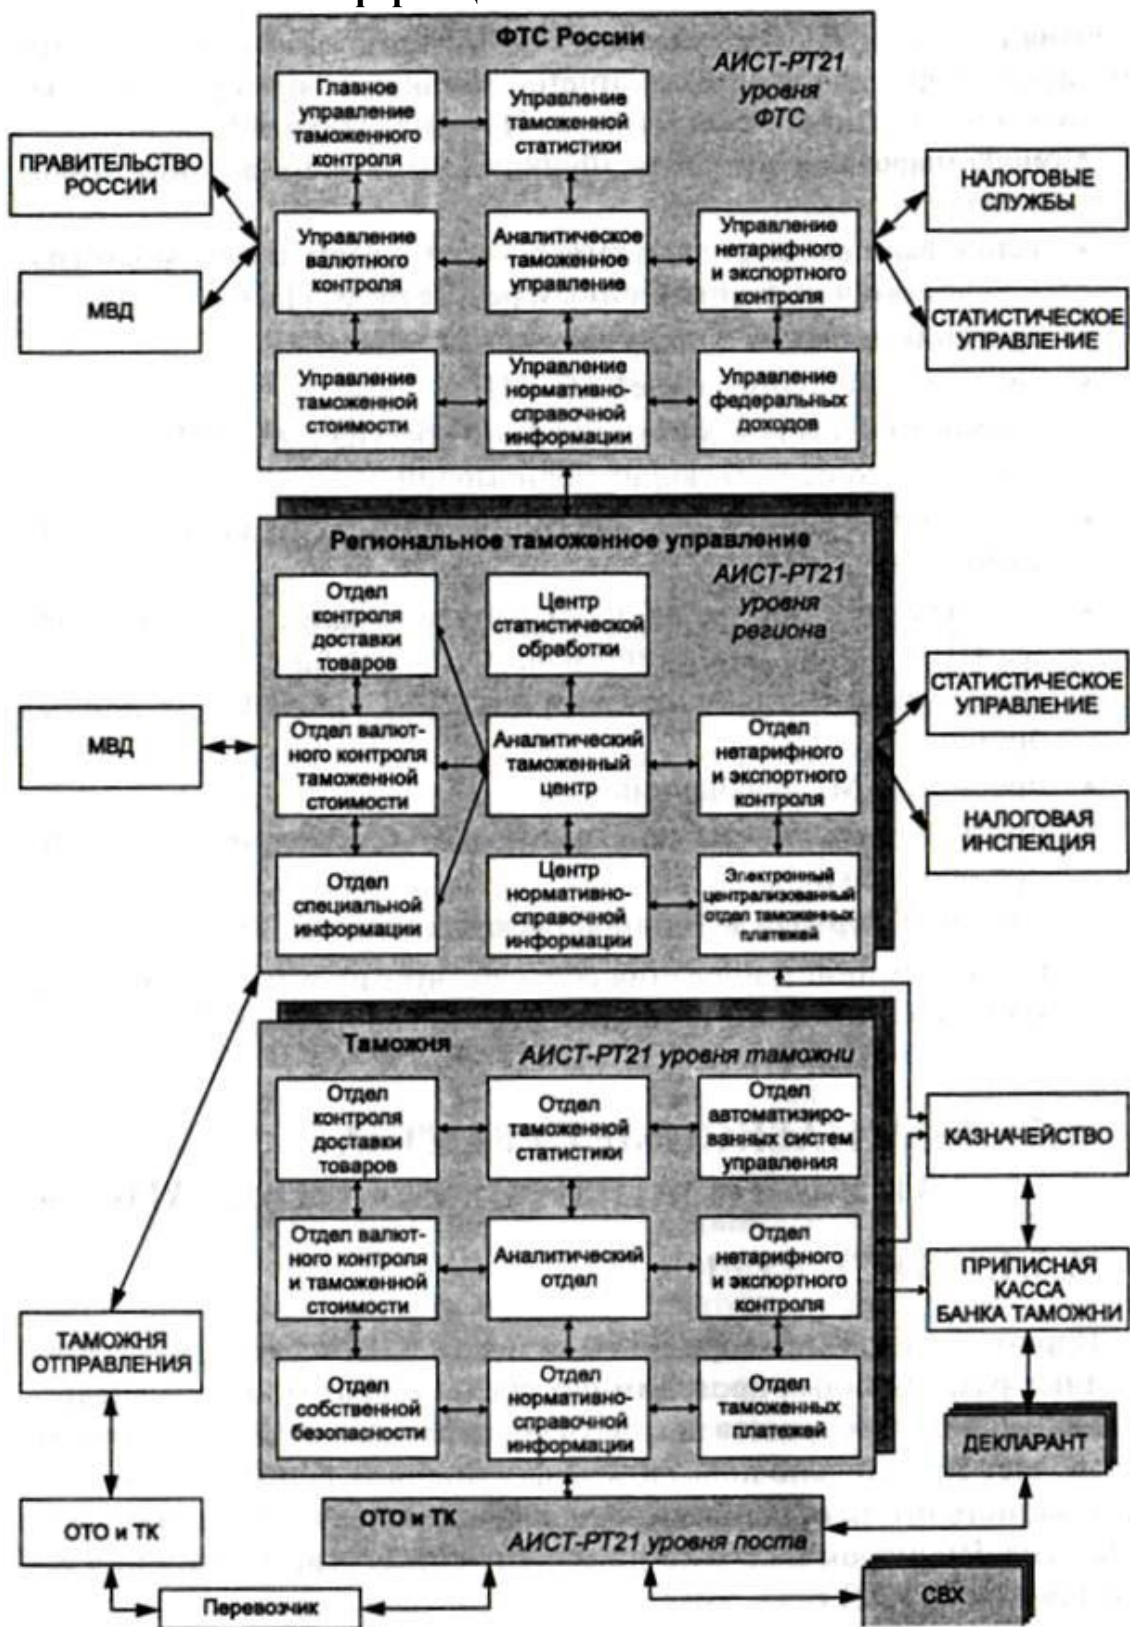 ФТС России
АИСТ-РТ21
уровня
ФТС
Главное
управление
таможенного
контроля
Управление
таможенной
статистики
ПРАВИТЕЛЬСТВО
РОССИИ
НАЛОГОВЫЕ
СЛУЖБЫ
Управление
валютного
контроля
Аналитическое
таможенное
управление
Управление
нетарифного
и экспортного
контроля
МВД
СТАТИСТИЧЕСКОЕ
УПРАВЛЕНИЕ
Управление
таможенной
стоимости
Управление
нормативно-
справочной
информации
Управление
федеральных
доходов
Региональное таможенное управление
АИСТ-РТ21
уровня
региона
Отдел
контроля
доставки
товаров
Центр
статистической
обработки
СТАТИСТИЧЕСКОЕ
УПРАВЛЕНИЕ
МВД
Отдел валют-
ного контроля
таможенной
стоимости
Аналитический
таможенный
центр
Отдел
нетарифного
и экспортного
контроля
НАЛОГОВАЯ
ИНСПЕКЦИЯ
Отдел
специальной
информации
Центр
нормативно-
справочной
информации
Электронный
централизованный
отдел таможенных
платежей
Таможня
АИСТ-РТ21 уровня таможни
Отдел
контроля
доставки
товаров
Отдел
таможенной
статистики
Отдел
автоматизиро-
ванных систем
управления
КАЗНАЧЕЙСТВО
Отдел валют-
ного контроля
и таможенной
стоимости
Аналитический
отдел
Отдел
нетарифного
и экспортного
контроля
ПРИПИСНАЯ
КАССА
БАНКА ТАМОЖНИ
ТАМОЖНЯ
ОТПРАВЛЕНИЯ
Отдел
собственной
безопасности
Отдел
нормативно-
справочной
информации
Отдел
таможенных
платежей
ДЕКЛАРАНТ
ОТО и ТК
ОТО и ТК
АИСТ-РТ21 уровня поста
Перевозчик
СВХ